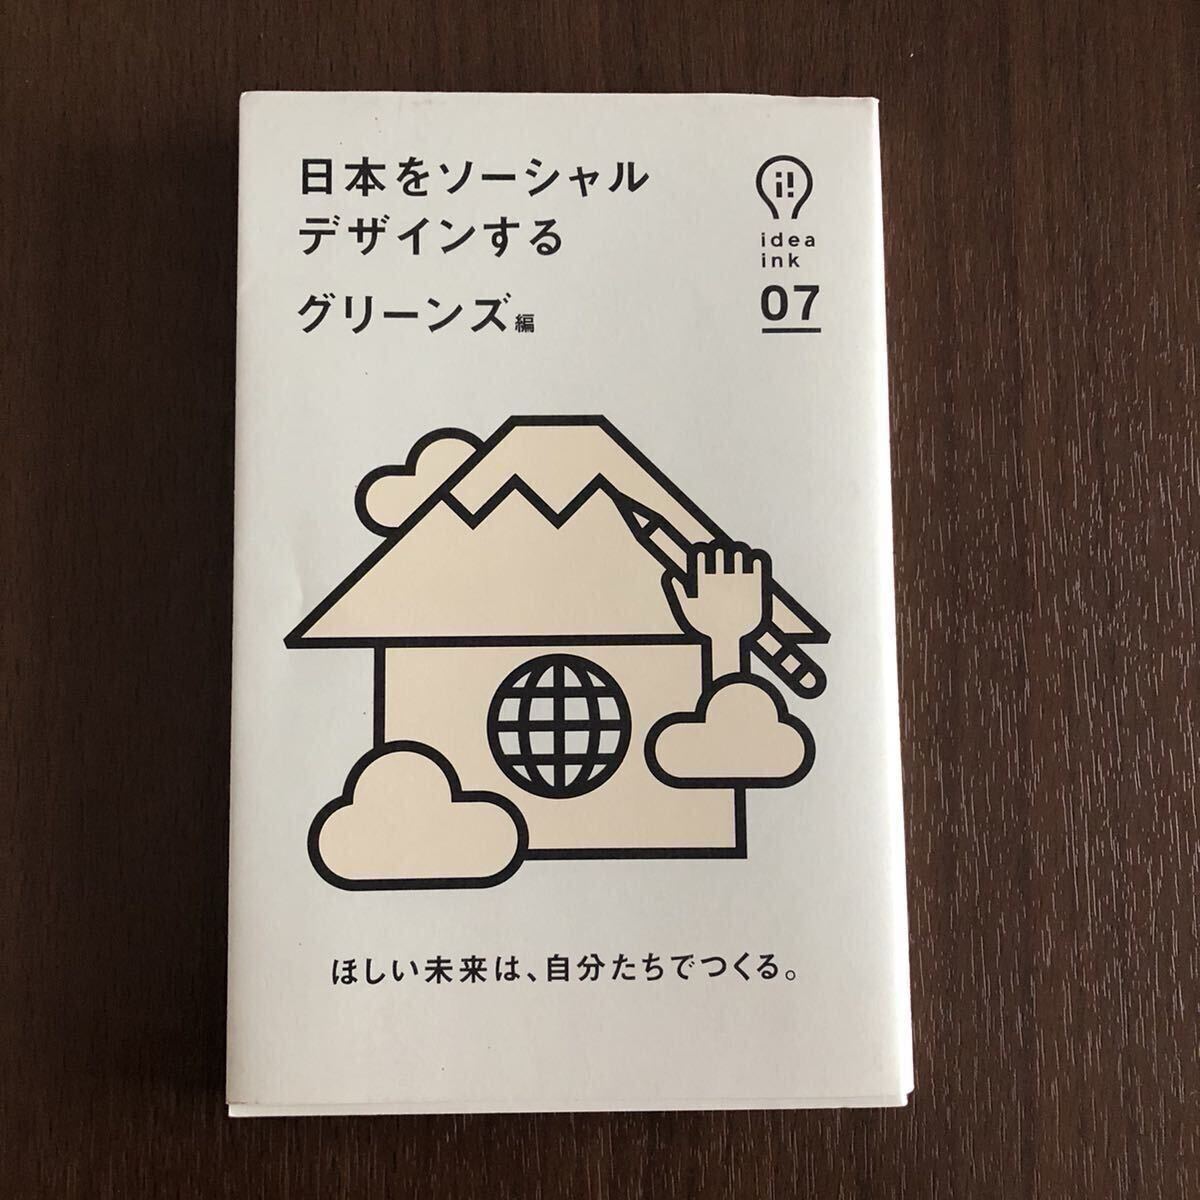 日本をソーシャル
デザインする
グリーンズ編
i!
idea
ink
07
ほしい未来は、自分たちでつくる。